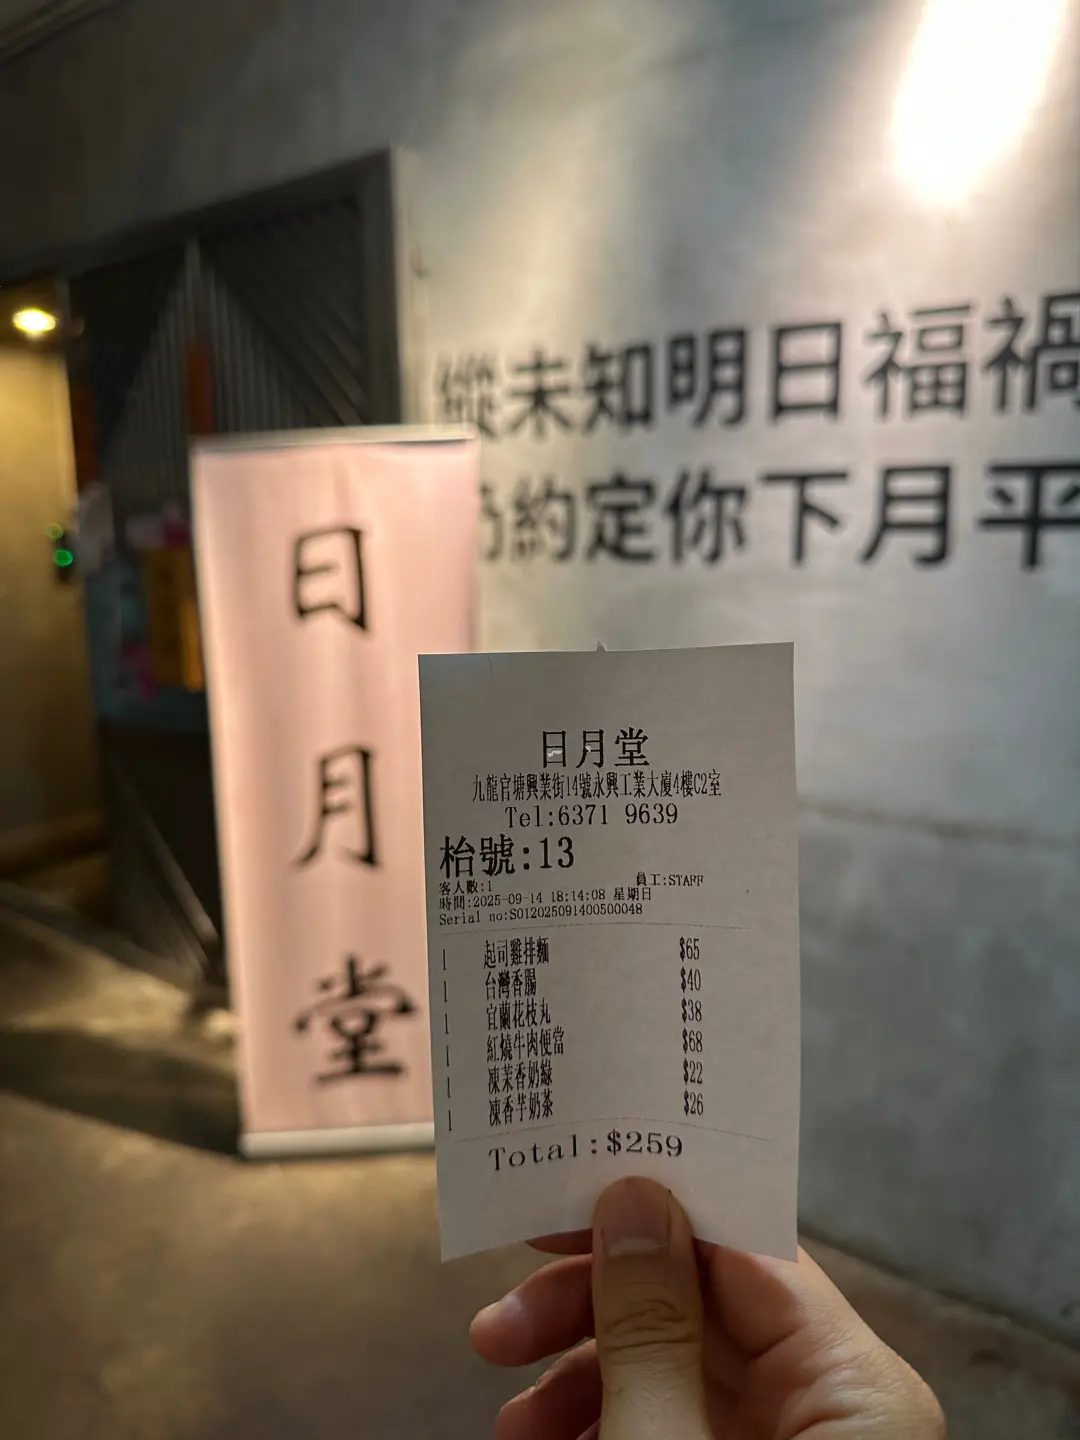 縱未知明日福禍
仍約定你下月平
日
月
堂
日月堂
九龍官塘興業街14號永興工業大廈4樓C2室
Tel:6371 9639
枱號:13
客人數:1 員工:STAFF
時間:2025-09-14 18:14:08 星期日
Serial no:S012025091400500048
1 起司雞排麵 $65
1 台灣香腸 $40
1 宜蘭花枝丸 $38
1 紅燒牛肉便當 $68
1 凍茉香奶綠 $22
1 凍香芋奶茶 $26
Total:$259